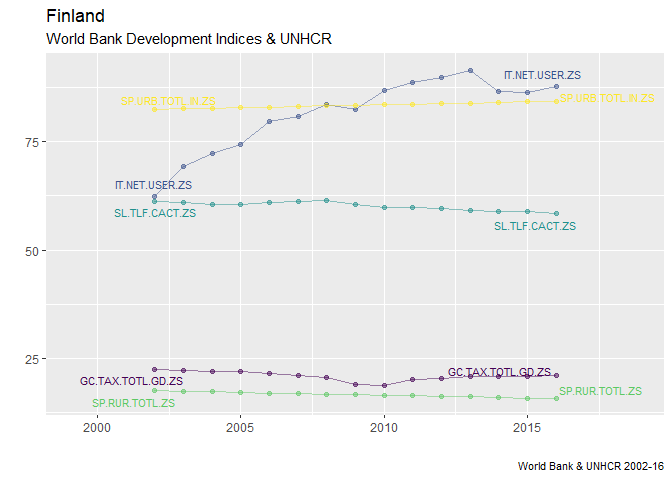 Finland
World Bank Development Indices & UNHCR
IT.NET.USER.ZS
SP.URB.TOTL.IN.ZS
SP.URB.TOTL.IN.ZS
75
IT.NET.USER.ZS
SL.TLF.CACT.ZS
SL.TLF.CACT.ZS
50
25
GC.TAX.TOTL.GD.ZS
GC.TAX.TOTL.GD.ZS
SP.RUR.TOTL.ZS
SP.RUR.TOTL.ZS
2000 2005 2010 2015
World Bank & UNHCR 2002-16